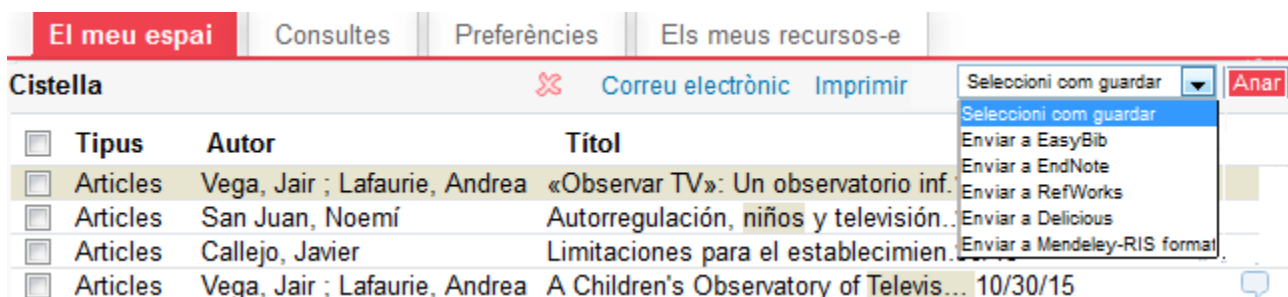 El meu espai Consultes Preferències Els meus recursos-e
Cistella Correu electrònic Imprimir Seleccioni com guardar Anar
Seleccioni com guardar
Enviar a EasyBib
Enviar a EndNote
Enviar a RefWorks
Enviar a Delicious
Enviar a Mendeley-RIS format
Tipus Autor Títol
Articles Vega, Jair ; Lafaurie, Andrea «Observar TV»: Un observatorio inf.
Articles San Juan, Noemí Autorregulación, niños y televisión..
Articles Callejo, Javier Limitaciones para el establecimien.
Articles Vega, Jair ; Lafaurie, Andrea A Children's Observatory of Televis... 10/30/15